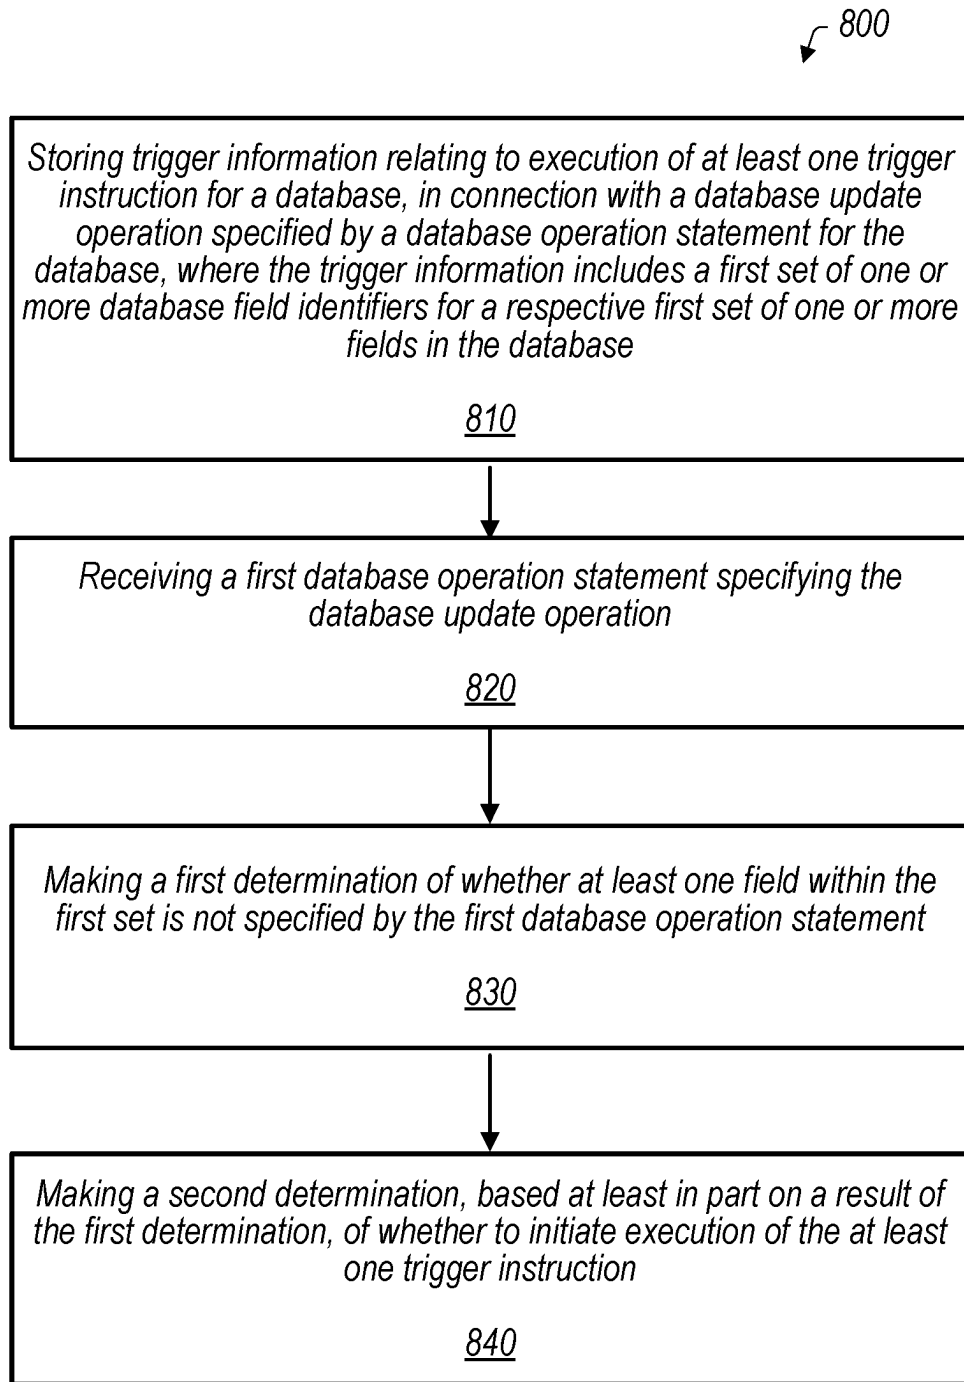 800
Storing trigger information relating to execution of at least one trigger
instruction for a database, in connection with a database update
operation specified by a database operation statement for the
database, where the trigger information includes a first set of one or
more database field identifiers for a respective first set of one or more
fields in the database
810
Receiving a first database operation statement specifying the
database update operation
820
Making a first determination of whether at least one field within the
first set is not specified by the first database operation statement
830
Making a second determination, based at least in part on a result of
the first determination, of whether to initiate execution of the at least
one trigger instruction
840